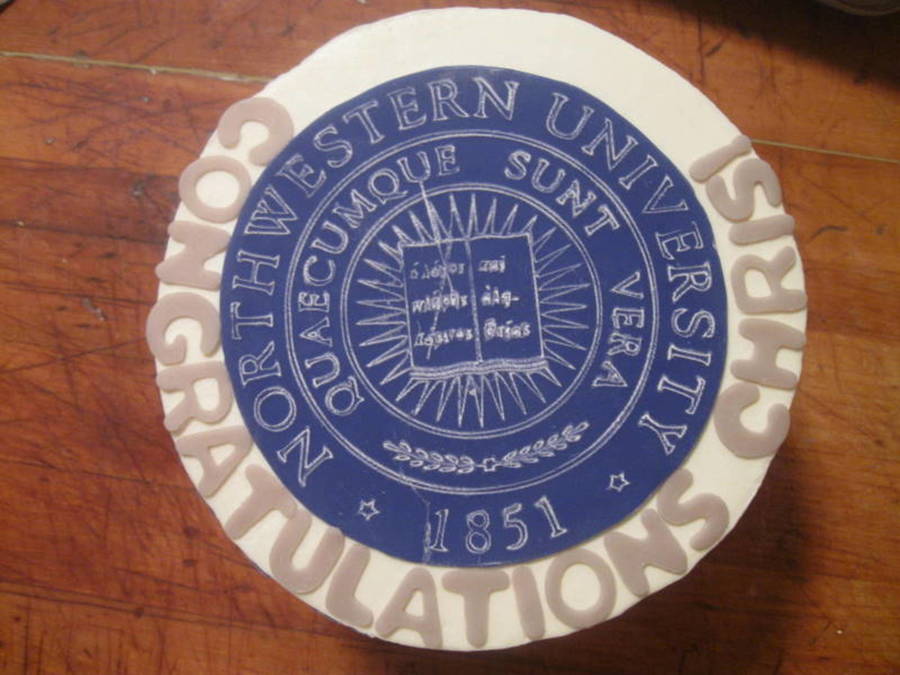 NORTHWESTERN UNIVERSITY
QUAECUMQUE SUNT VERA
1851
CONGRATULATIONS CHRIS!